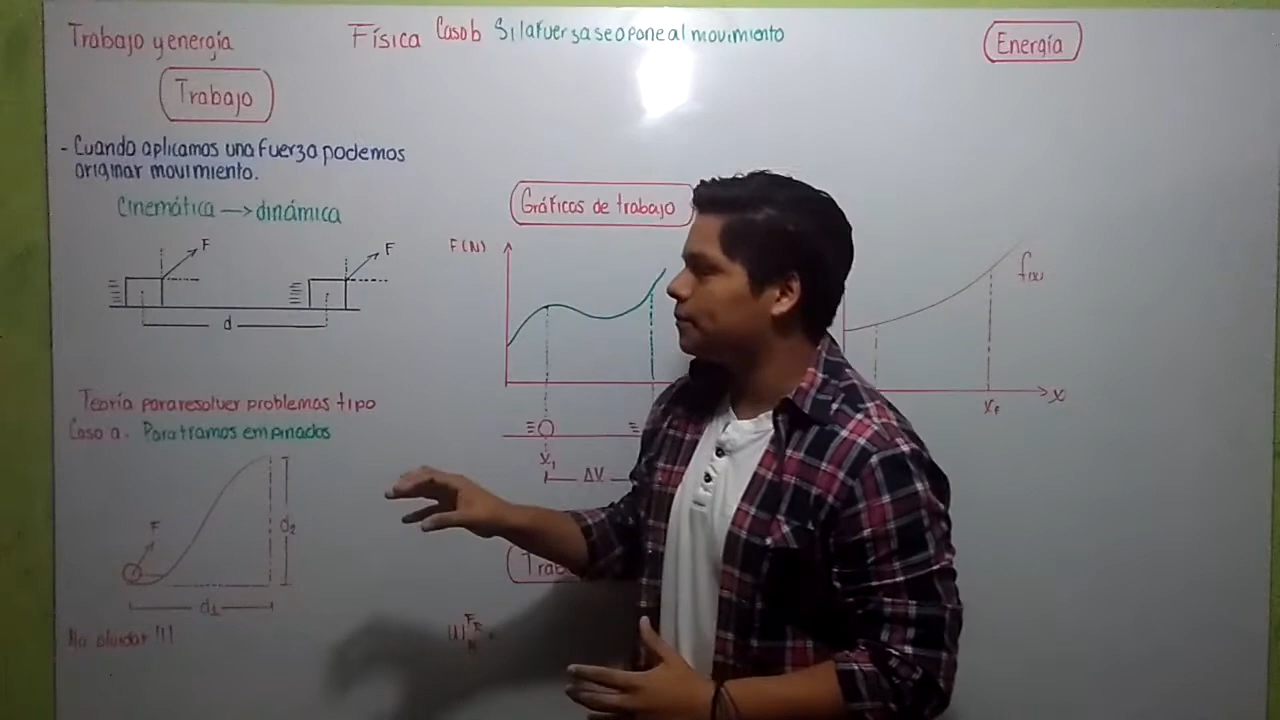 Trabajo y energía
Física
Caso b Si la fuerza se opone al movimiento
Energía
Trabajo
- Cuando aplicamos una fuerza podemos
originar movimiento.
Cinemática → dinámica
F
F
d
Teoría para resolver problemas tipo
Caso a. Para tramos empinados
F
d2
d1
No olvidar !!!
Gráficos de trabajo
F(N)
x1
ΔV
f(x)
x
xF